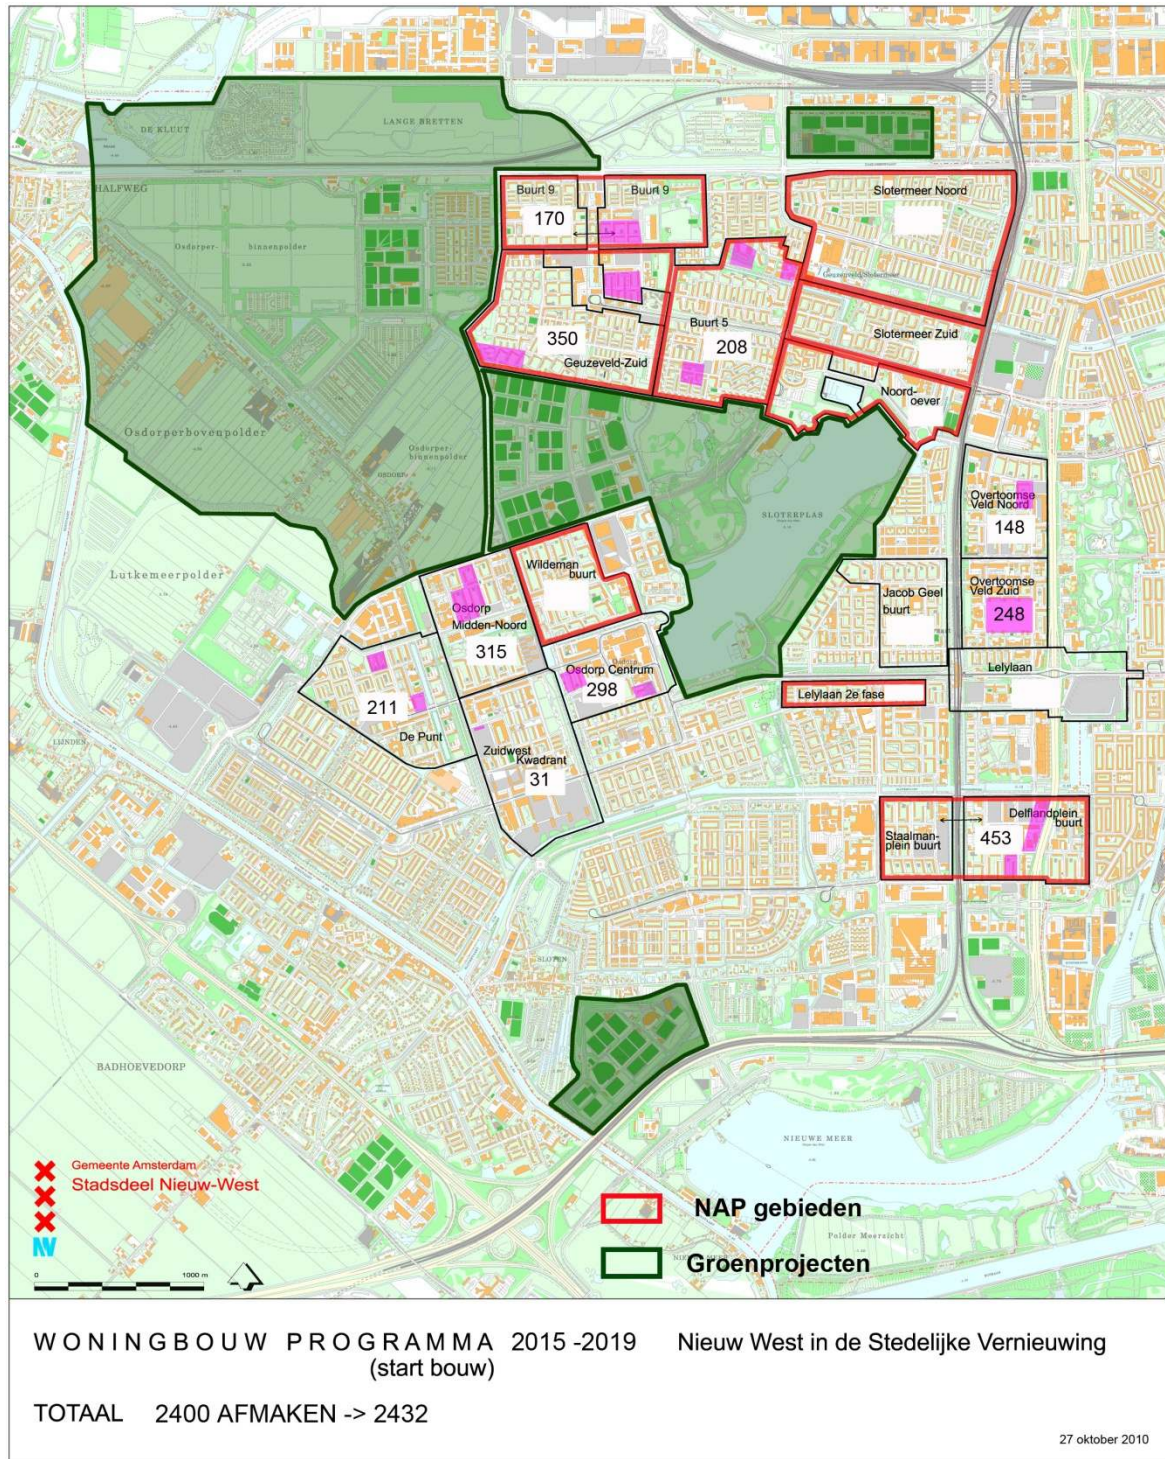 DE KLUUT
LANGE BRETTEN
HALFWEG
Buurt 9
Buurt 9
170
Slotermeer Noord
Osdorper-
binnenpolder
Geuzenveld/Slotermeer
Buurt 5
350
208
Geuzeveld-Zuid
Slotermeer Zuid
Noord-
oever
Osdorperbovenpolder
Osdorper-
binnenpolder
OSDORP
SLOTERPLAS
Overtoomse
Veld Noord
148
Lutkemeerpolder
Wildeman
buurt
Osdorp
Midden-Noord
315
Jacob Geel
buurt
Overtoomse
Veld Zuid
248
Osdorp Centrum
298
Lelylaan
Lelylaan 2e fase
211
De Punt
LIJNDEN
Zuidwest
Kwadrant
31
Delflandplein
buurt
Staalman-
plein buurt
453
SLOTEN
BADHOEVEDORP
NIEUWE MEER
Gemeente Amsterdam
Stadsdeel Nieuw-West
NW
NAP gebieden
Polder Meersicht
Groenprojecten
0
1000 m
WONINGBOUW PROGRAMMA 2015 -2019 Nieuw West in de Stedelijke Vernieuwing
(start bouw)
TOTAAL 2400 AFMAKEN -> 2432
27 oktober 2010